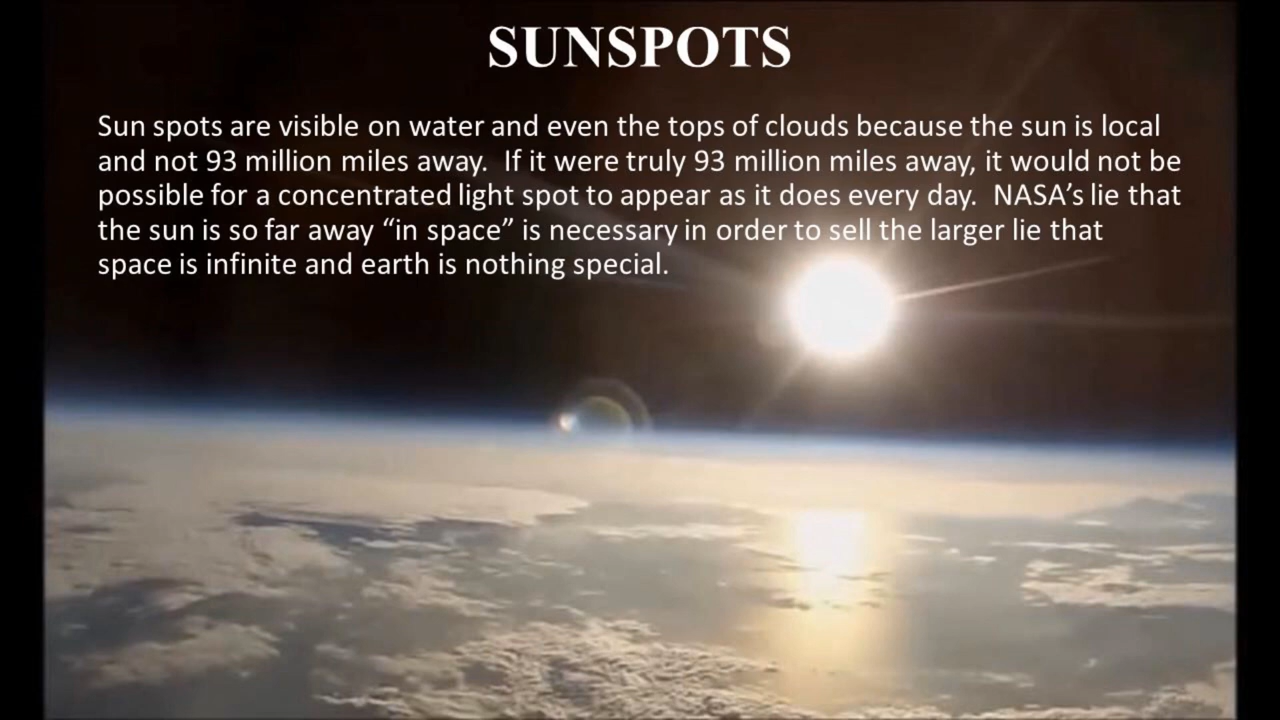 SUNSPOTS
Sun spots are visible on water and even the tops of clouds because the sun is local
and not 93 million miles away.  If it were truly 93 million miles away, it would not be
possible for a concentrated light spot to appear as it does every day.  NASA’s lie that
the sun is so far away “in space” is necessary in order to sell the larger lie that
space is infinite and earth is nothing special.